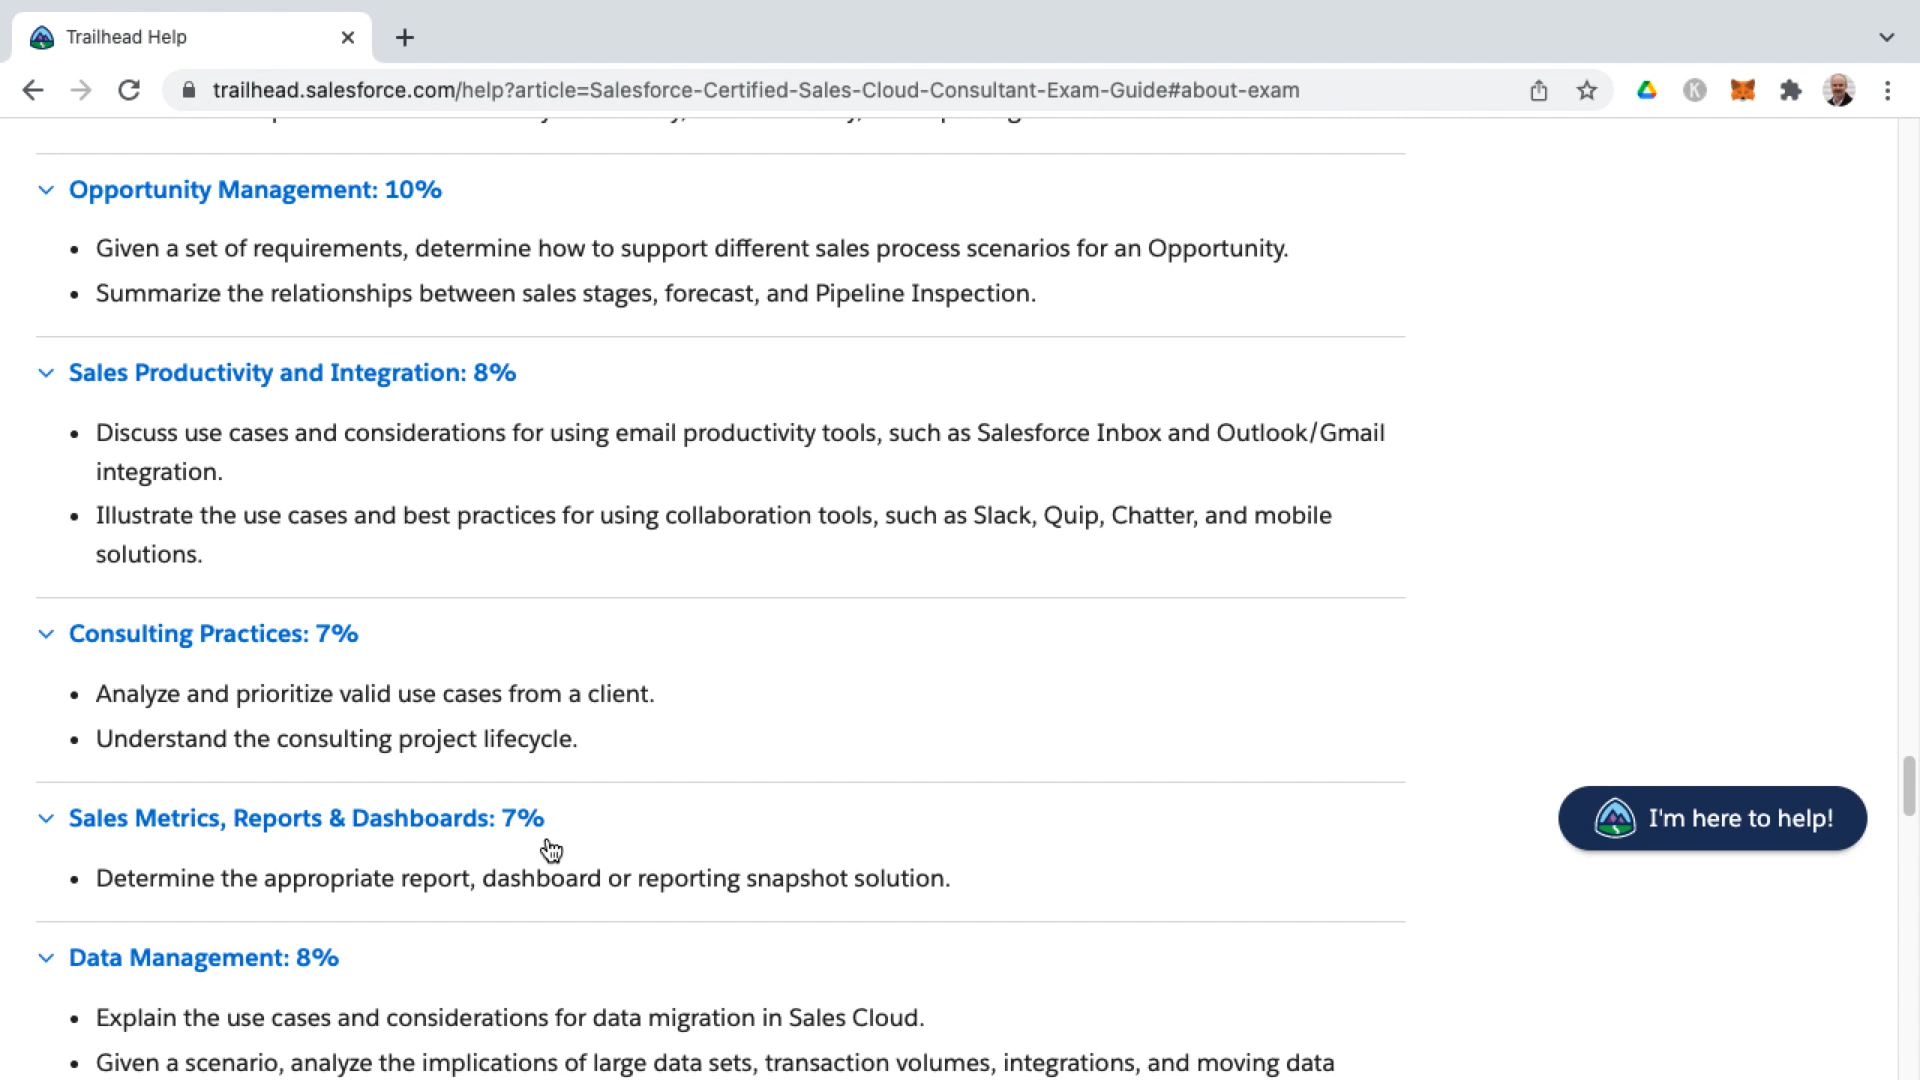 Trailhead Help
trailhead.salesforce.com/help?article=Salesforce-Certified-Sales-Cloud-Consultant-Exam-Guide#about-exam
K
Opportunity Management: 10%
• Given a set of requirements, determine how to support different sales process scenarios for an Opportunity.
• Summarize the relationships between sales stages, forecast, and Pipeline Inspection.
Sales Productivity and Integration: 8%
• Discuss use cases and considerations for using email productivity tools, such as Salesforce Inbox and Outlook/Gmail
integration.
• Illustrate the use cases and best practices for using collaboration tools, such as Slack, Quip, Chatter, and mobile
solutions.
Consulting Practices: 7%
• Analyze and prioritize valid use cases from a client.
• Understand the consulting project lifecycle.
Sales Metrics, Reports & Dashboards: 7%
I'm here to help!
• Determine the appropriate report, dashboard or reporting snapshot solution.
Data Management: 8%
• Explain the use cases and considerations for data migration in Sales Cloud.
• Given a scenario, analyze the implications of large data sets, transaction volumes, integrations, and moving data